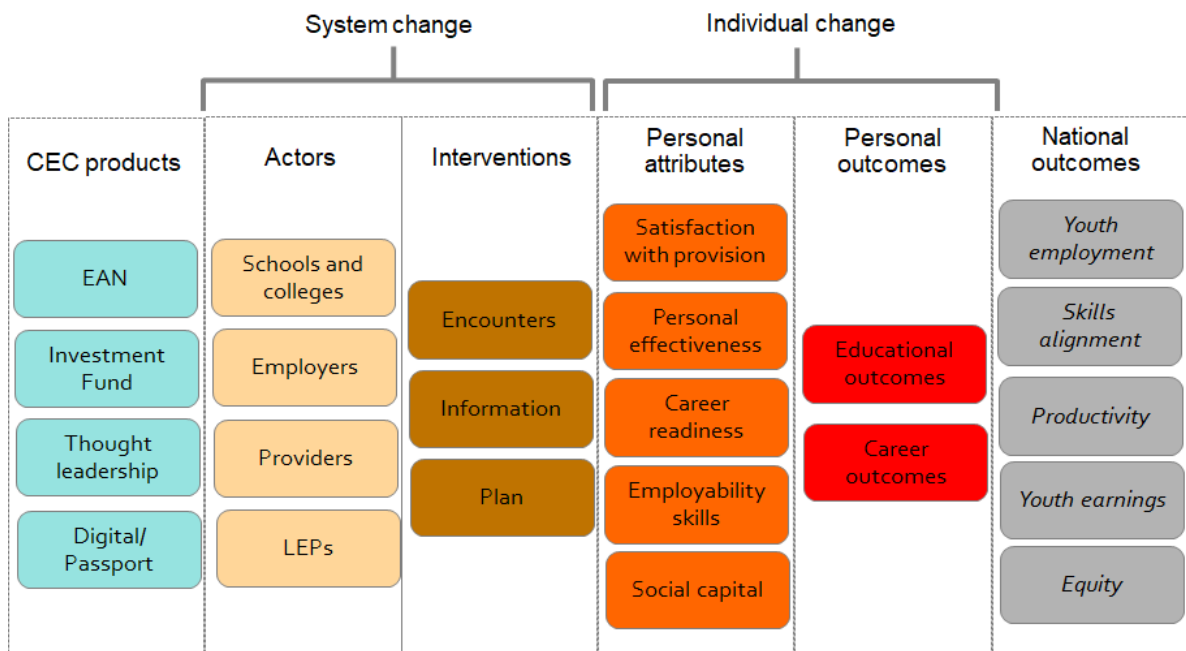 System change
Individual change
CEC products
Actors
Interventions
Personal
attributes
Personal
outcomes
National
outcomes
EAN
Investment
Fund
Thought
leadership
Digital/
Passport
Schools and
colleges
Employers
Providers
LEPs
Encounters
Information
Plan
Satisfaction
with provision
Personal
effectiveness
Career
readiness
Employability
skills
Social capital
Educational
outcomes
Career
outcomes
Youth
employment
Skills
alignment
Productivity
Youth earnings
Equity